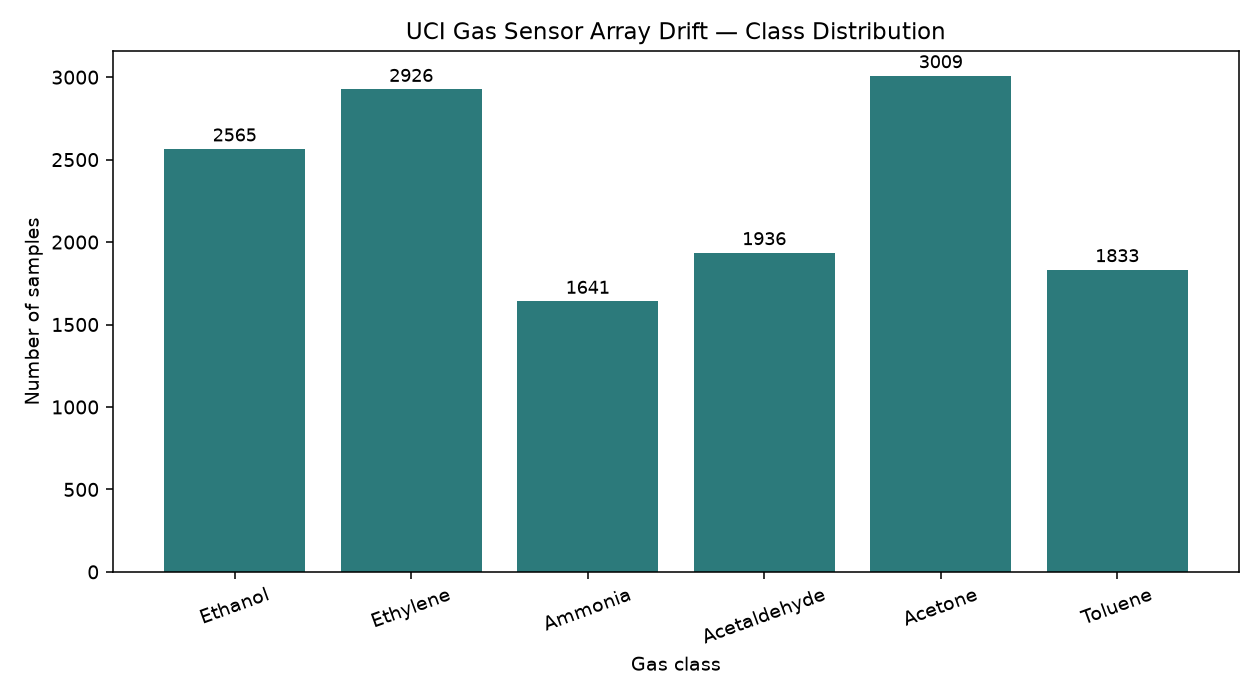 UCI Gas Sensor Array Drift — Class Distribution
Number of samples
3000
2500
2000
1500
1000
500
0
2565
2926
1641
1936
3009
1833
Ethanol
Ethylene
Ammonia
Acetaldehyde
Acetone
Toluene
Gas class